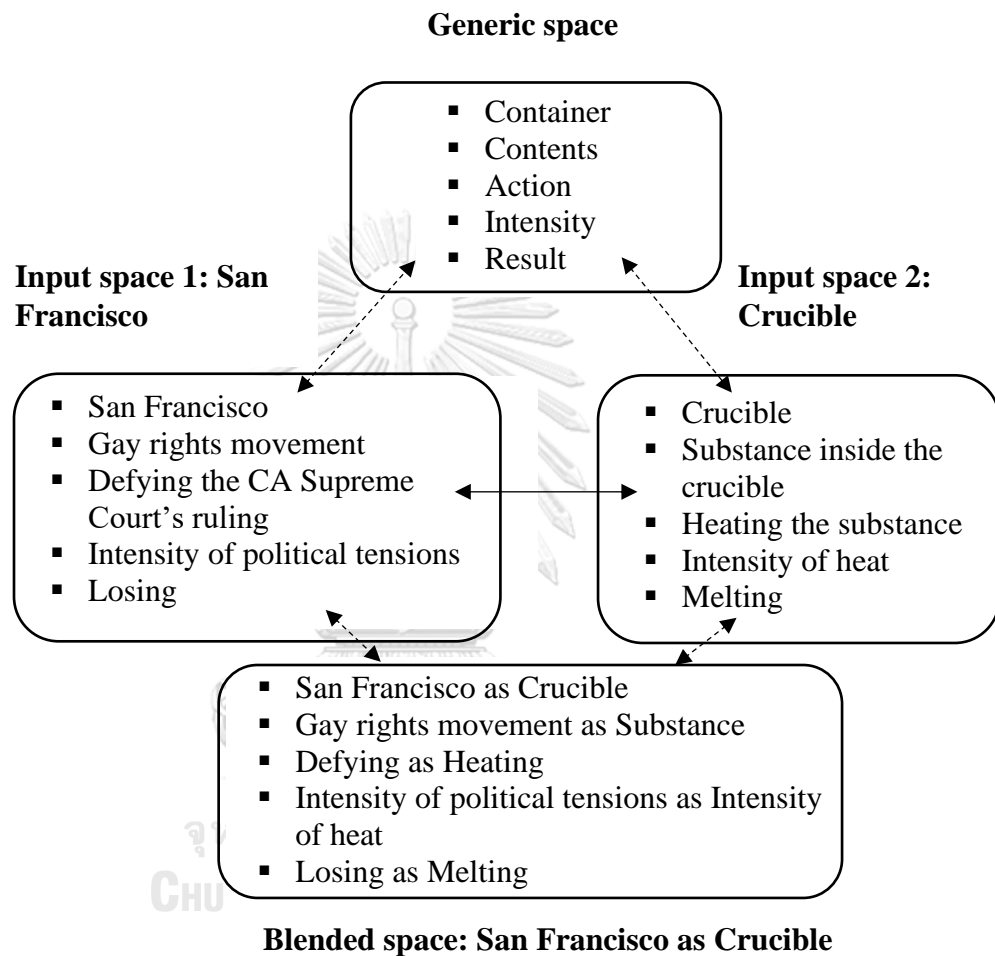 Generic space
▪ Container
▪ Contents
▪ Action
▪ Intensity
▪ Result
Input space 1: San
Francisco
Input space 2:
Crucible
▪ San Francisco
▪ Gay rights movement
▪ Defying the CA Supreme
Court’s ruling
▪ Intensity of political tensions
▪ Losing
▪ Crucible
▪ Substance inside the
crucible
▪ Heating the substance
▪ Intensity of heat
▪ Melting
▪ San Francisco as Crucible
▪ Gay rights movement as Substance
▪ Defying as Heating
▪ Intensity of political tensions as Intensity
of heat
▪ Losing as Melting
CHU
Blended space: San Francisco as Crucible